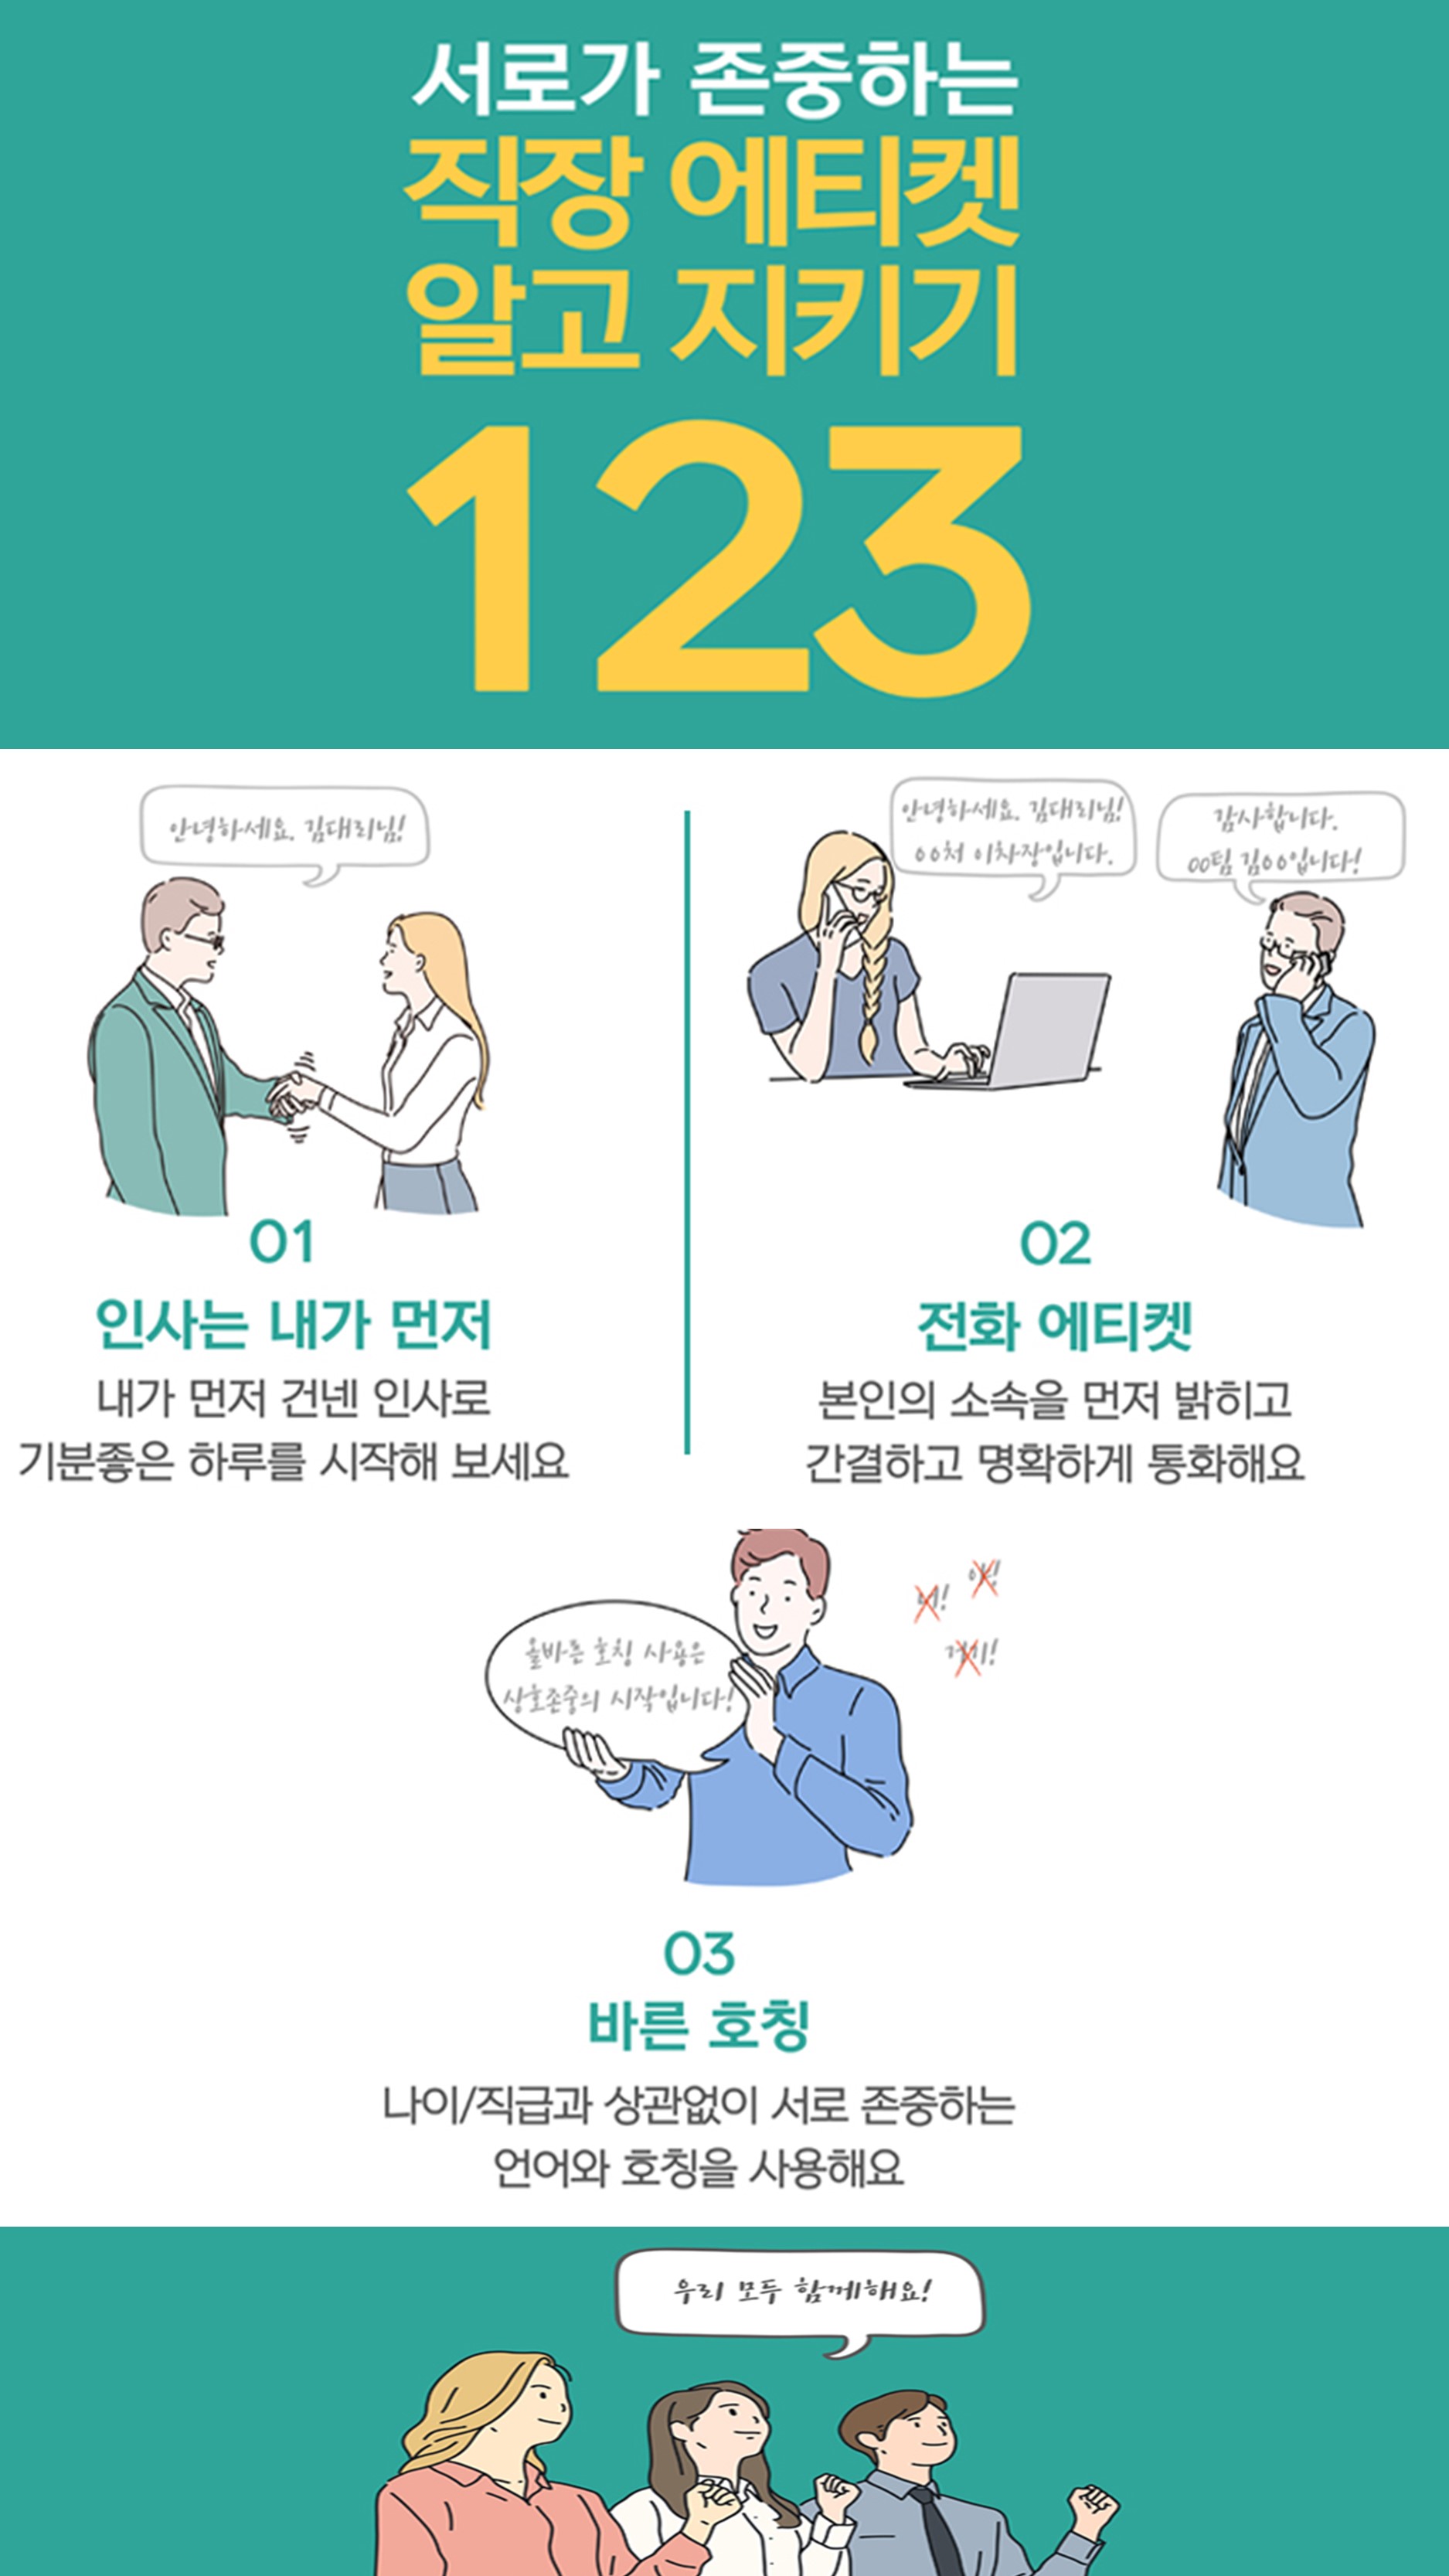 서로가 존중하는
직장 에티켓
알고 지키기
123
안녕하세요. 김대리님!
01
인사는 내가 먼저
내가 먼저 건넨 인사로
기분좋은 하루를 시작해 보세요
안녕하세요. 김대리님!
00처 이차장입니다.
감사합니다.
00팀 김00입니다!
02
전화 에티켓
본인의 소속을 먼저 밝히고
간결하고 명확하게 통화해요
올바른 호칭 사용은
상호존중의 시작입니다!
야!
거기!
03
바른 호칭
나이/직급과 상관없이 서로 존중하는
언어와 호칭을 사용해요
우리 모두 함께해요!